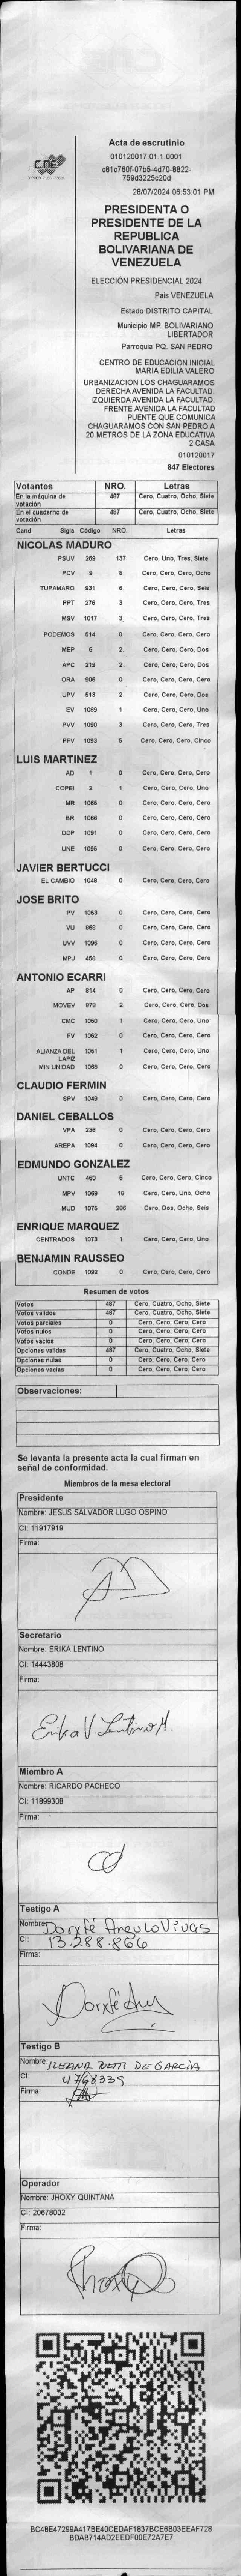 CNE
Acta de escrutinio
010120017.01.1.0001
c81c760f-07b5-4d70-8822-
759d3225c20d
28/07/2024 06:53:01 PM
PRESIDENTA O
PRESIDENTE DE LA
REPUBLICA
BOLIVARIANA DE
VENEZUELA
ELECCIÓN PRESIDENCIAL 2024
Pais VENEZUELA
Estado DISTRITO CAPITAL
Municipio MP. BOLIVARIANO
LIBERTADOR
Parroquia PQ. SAN PEDRO
CENTRO DE EDUCACION INICIAL
MARIA EDILIA VALERO
URBANIZACION LOS CHAGUARAMOS
DERECHA AVENIDA LA FACULTAD.
IZQUIERDA AVENIDA LA FACULTAD.
FRENTE AVENIDA LA FACULTAD
PUENTE QUE COMUNICA
CHAGUARAMOS CON SAN PEDRO A
20 METROS DE LA ZONA EDUCATIVA
2 CASA
010120017
847 Electores
Votantes NRO. Letras
En la máquina de votación 487 Cero, Cuatro, Ocho, Siete
En el cuaderno de votación 487 Cero, Cuatro, Ocho, Siete
Cand. Sigla Código NRO. Letras
NICOLAS MADURO
PSUV 269 137 Cero, Uno, Tres, Siete
PCV 9 8 Cero, Cero, Cero, Ocho
TUPAMARO 931 6 Cero, Cero, Cero, Seis
PPT 276 3 Cero, Cero, Cero, Tres
MSV 1017 3 Cero, Cero, Cero, Tres
PODEMOS 514 0 Cero, Cero, Cero, Cero
MEP 6 2 Cero, Cero, Cero, Dos
APC 219 2 Cero, Cero, Cero, Dos
ORA 906 0 Cero, Cero, Cero, Cero
UPV 513 2 Cero, Cero, Cero, Dos
EV 1089 1 Cero, Cero, Cero, Uno
PVV 1090 3 Cero, Cero, Cero, Tres
PFV 1093 5 Cero, Cero, Cero, Cinco
LUIS MARTINEZ
AD 1 0 Cero, Cero, Cero, Cero
COPEI 2 1 Cero, Cero, Cero, Uno
MR 1065 0 Cero, Cero, Cero, Cero
BR 1066 0 Cero, Cero, Cero, Cero
DDP 1091 0 Cero, Cero, Cero, Cero
UNE 1095 0 Cero, Cero, Cero, Cero
JAVIER BERTUCCI
EL CAMBIO 1048 0 Cero, Cero, Cero, Cero
JOSE BRITO
PV 1053 0 Cero, Cero, Cero, Cero
VU 968 0 Cero, Cero, Cero, Cero
UVV 1096 0 Cero, Cero, Cero, Cero
MPJ 458 0 Cero, Cero, Cero, Cero
ANTONIO ECARRI
AP 814 0 Cero, Cero, Cero, Cero
MOVEV 978 2 Cero, Cero, Cero, Dos
CMC 1050 1 Cero, Cero, Cero, Uno
FV 1062 0 Cero, Cero, Cero, Cero
ALIANZA DEL LAPIZ 1051 1 Cero, Cero, Cero, Uno
MIN UNIDAD 1068 0 Cero, Cero, Cero, Cero
CLAUDIO FERMIN
SPV 1049 0 Cero, Cero, Cero, Cero
DANIEL CEBALLOS
VPA 236 0 Cero, Cero, Cero, Cero
AREPA 1094 0 Cero, Cero, Cero, Cero
EDMUNDO GONZALEZ
UNTC 460 5 Cero, Cero, Cero, Cinco
MPV 1069 18 Cero, Cero, Uno, Ocho
MUD 1075 286 Cero, Dos, Ocho, Seis
ENRIQUE MARQUEZ
CENTRADOS 1073 1 Cero, Cero, Cero, Uno
BENJAMIN RAUSSEO
CONDE 1092 0 Cero, Cero, Cero, Cero
Resumen de votos
Votos 487 Cero, Cuatro, Ocho, Siete
Votos válidos 487 Cero, Cuatro, Ocho, Siete
Votos parciales 0 Cero, Cero, Cero, Cero
Votos nulos 0 Cero, Cero, Cero, Cero
Votos vacíos 0 Cero, Cero, Cero, Cero
Opciones válidas 487 Cero, Cuatro, Ocho, Siete
Opciones nulas 0 Cero, Cero, Cero, Cero
Opciones vacías 0 Cero, Cero, Cero, Cero
Observaciones:
Se levanta la presente acta la cual firman en
señal de conformidad.
Miembros de la mesa electoral
Presidente
Nombre: JESUS SALVADOR LUGO OSPINO
CI: 11917919
Firma:
Secretario
Nombre: ERIKA LENTINO
CI: 14443808
Firma:
Erika V Lentino M.
Miembro A
Nombre: RICARDO PACHECO
CI: 11899308
Firma:
Testigo A
Nombre: Dorxfé Angulo Vivas
CI: 13.288.866
Firma:
Testigo B
Nombre: ILEANA DE GARCIA
CI: 4768339
Firma:
Operador
Nombre: JHOXY QUINTANA
CI: 20678002
Firma:
BC48E47299A417BE40CEDAF1837BCE6B03EEAF728
BDAB714AD2EEDF00E72A7E7